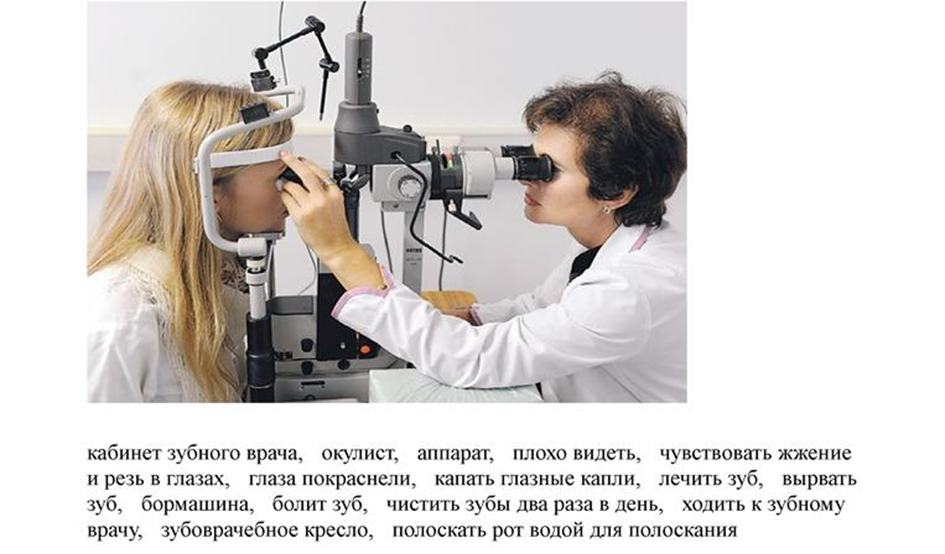 кабинет зубного врача, окулист, аппарат, плохо видеть, чувствовать жжение
и резь в глазах, глаза покраснели, капать глазные капли, лечить зуб, вырвать
зуб, бормашина, болит зуб, чистить зубы два раза в день, ходить к зубному
врачу, зубоврачебное кресло, полоскать рот водой для полоскания